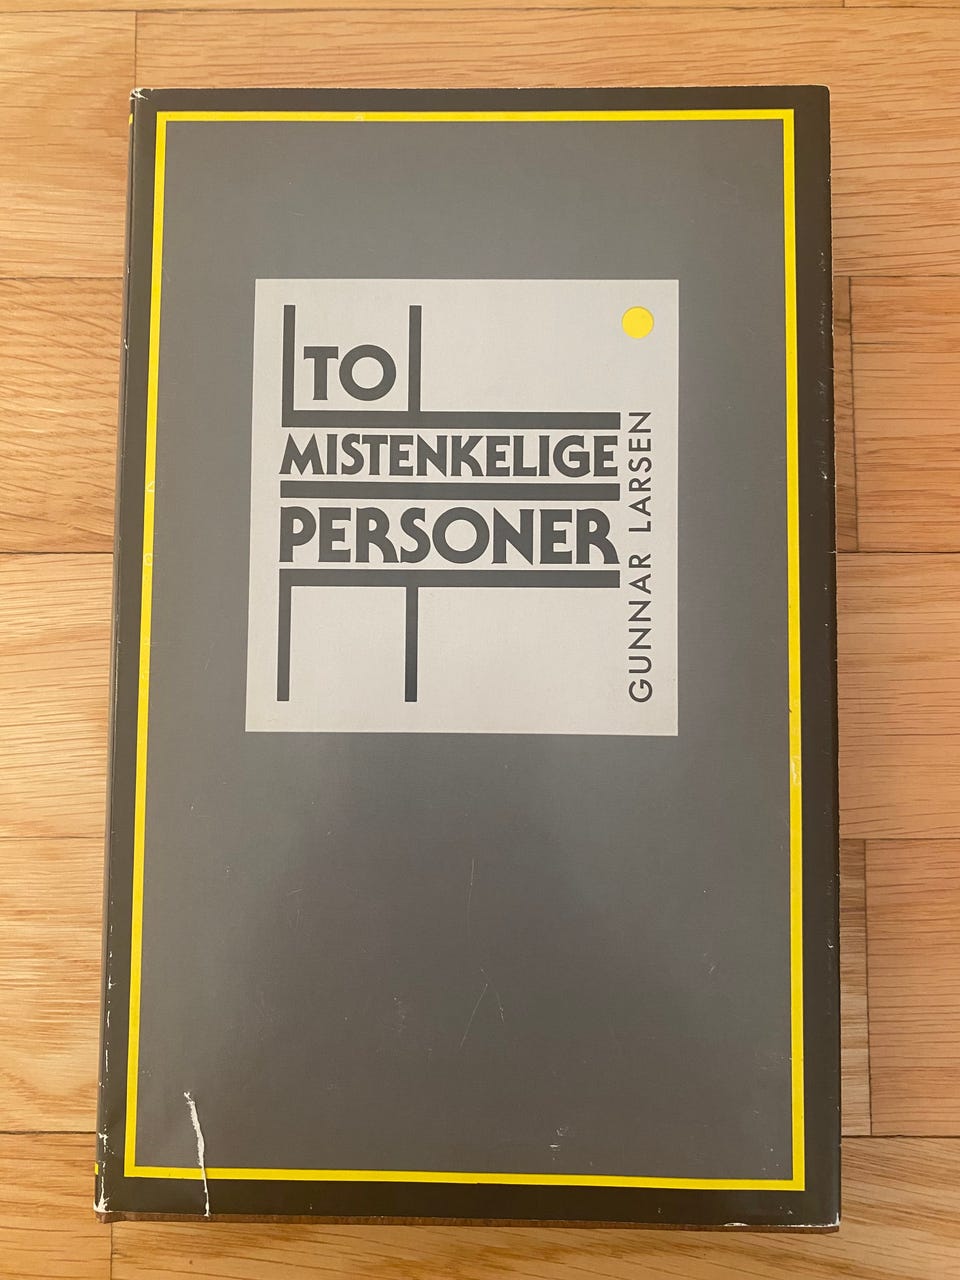 TO
MISTENKELIGE
PERSONER
GUNNAR LARSEN